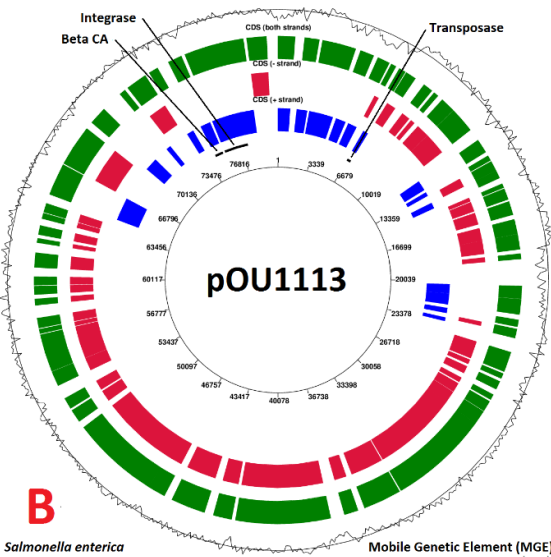 Integrase
CDS (both strands)
Transposase
Beta CA
CDS (- strand)
CDS (+ strand)
1
3339
6679
10019
13359
16699
20039
23378
26718
30058
33398
36738
40078
43417
46757
50097
53437
56777
60117
63456
66796
70136
73476
76816
pOU1113
B
Salmonella enterica
Mobile Genetic Element (MGE)